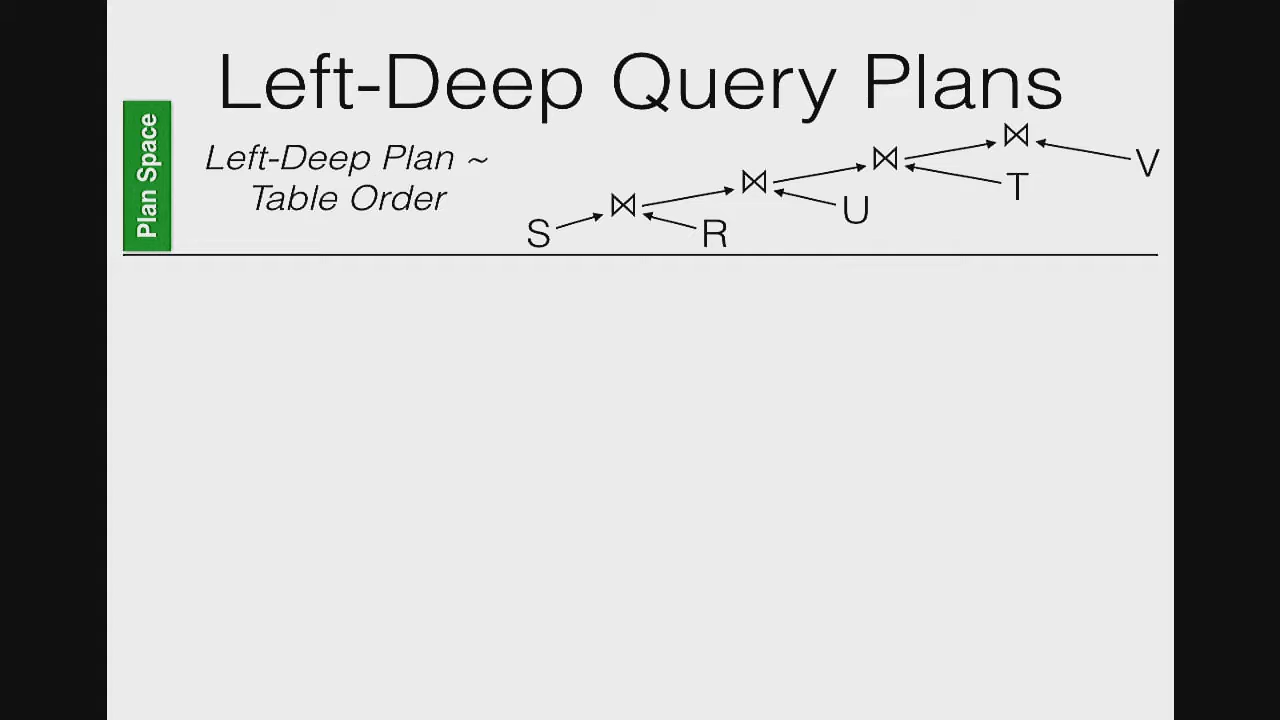 Left-Deep Query Plans
Plan Space
Left-Deep Plan ~
Table Order
S ⋈ R ⋈ U ⋈ T ⋈ V